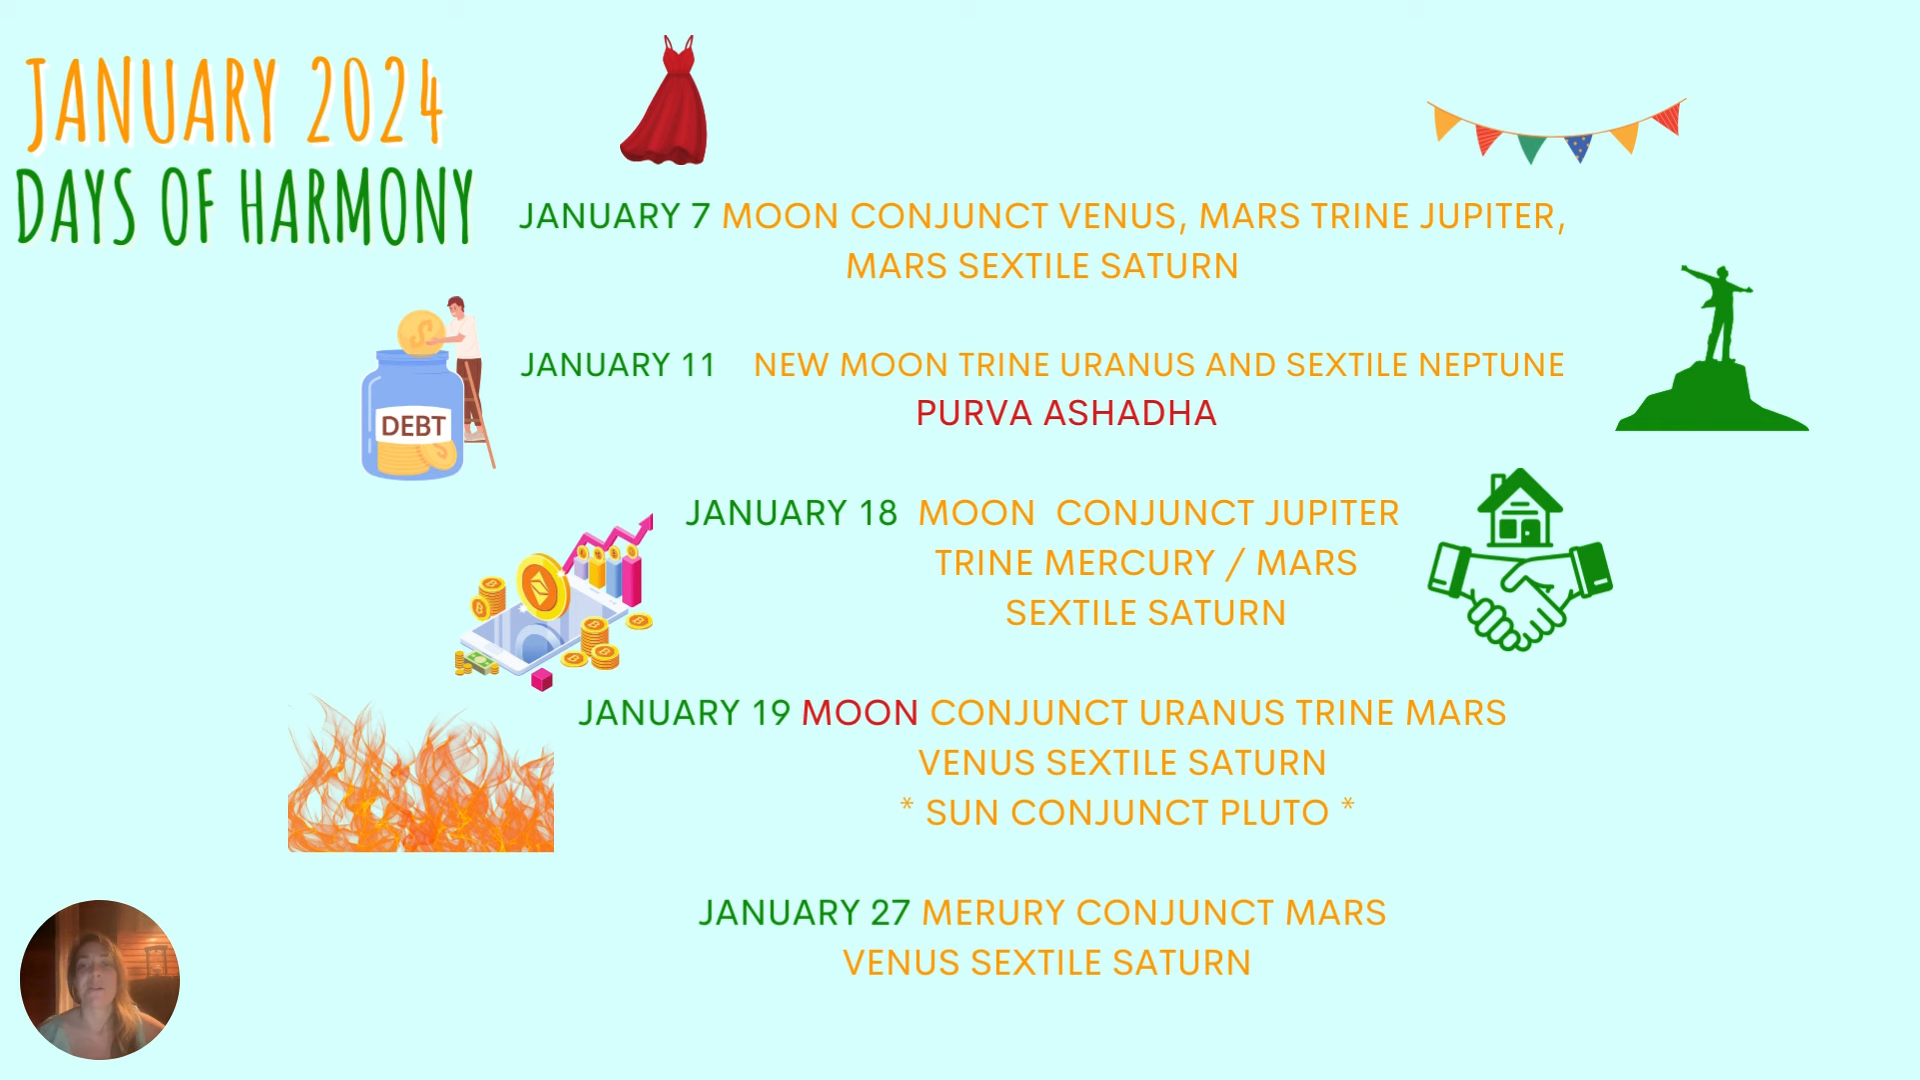 JANUARY 2024
DAYS OF HARMONY
JANUARY 7 MOON CONJUNCT VENUS, MARS TRINE JUPITER,
MARS SEXTILE SATURN
JANUARY 11 NEW MOON TRINE URANUS AND SEXTILE NEPTUNE
PURVA ASHADHA
DEBT
JANUARY 18 MOON CONJUNCT JUPITER
TRINE MERCURY / MARS
SEXTILE SATURN
JANUARY 19 MOON CONJUNCT URANUS TRINE MARS
VENUS SEXTILE SATURN
* SUN CONJUNCT PLUTO *
JANUARY 27 MERURY CONJUNCT MARS
VENUS SEXTILE SATURN